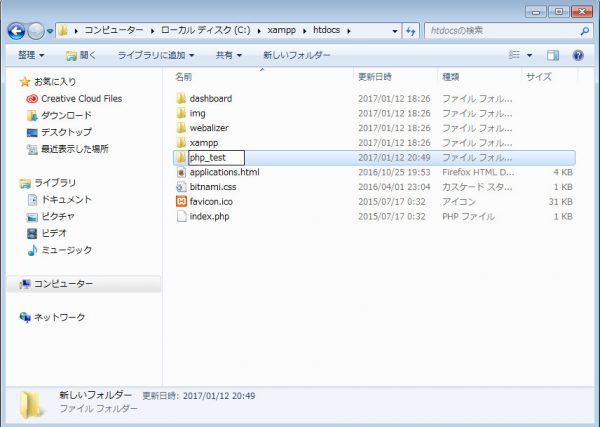 コンピューター ▸ ローカル ディスク (C:) ▸ xampp ▸ htdocs ▸
htdocsの検索
整理 ▼ 開く ライブラリに追加 ▼ 共有 ▼ 新しいフォルダー
名前 更新日時 種類 サイズ
お気に入り
Creative Cloud Files
ダウンロード
デスクトップ
最近表示した場所
ライブラリ
ドキュメント
ピクチャ
ビデオ
ミュージック
コンピューター
ネットワーク
dashboard 2017/01/12 18:26 ファイル フォル...
img 2017/01/12 18:26 ファイル フォル...
webalizer 2017/01/12 18:26 ファイル フォル...
xampp 2017/01/12 18:26 ファイル フォル...
php_test 2017/01/12 20:49 ファイル フォル...
applications.html 2016/10/25 19:53 Firefox HTML D... 4 KB
bitnami.css 2016/04/01 23:04 カスケード スタ... 1 KB
favicon.ico 2015/07/17 0:32 アイコン 31 KB
index.php 2015/07/17 0:32 PHP ファイル 1 KB
新しいフォルダー 更新日時: 2017/01/12 20:49
ファイル フォルダー